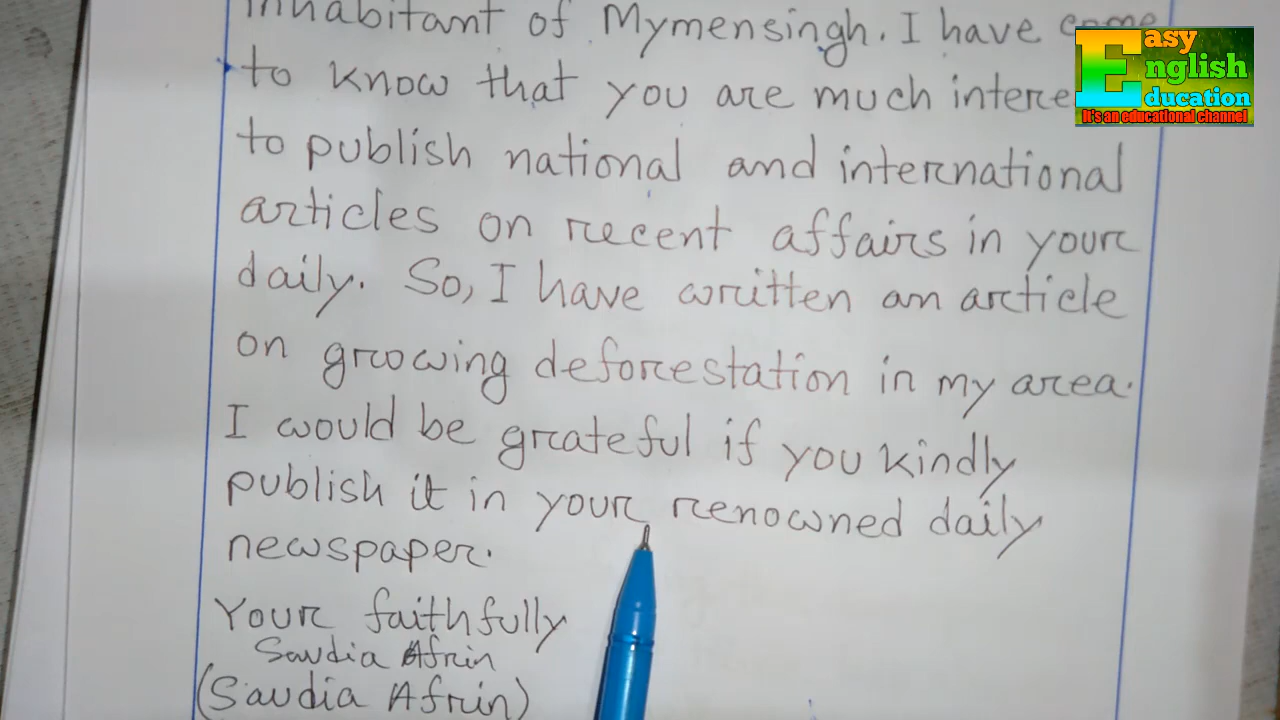 inhabitant of Mymensingh. I have come
to know that you are much intere
to publish national and international
articles on recent affairs in your
daily. So, I have written an article
on growing deforestation in my area.
I would be grateful if you kindly
publish it in your renowned daily
newspaper.
Your faithfully
Saudia Afrin
(Saudia Afrin)
Easy
English
Education
It's an educational channel